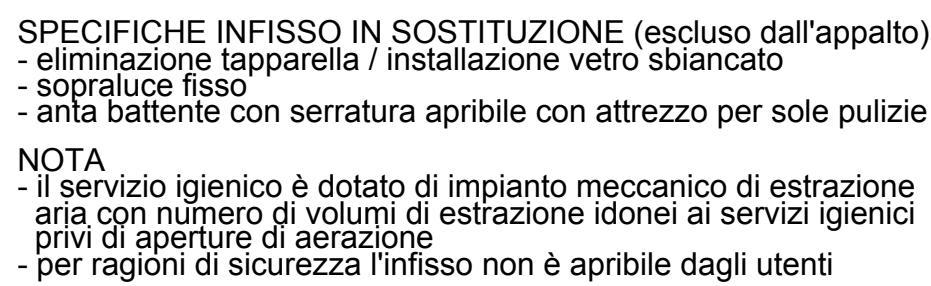 SPECIFICHE INFISSO IN SOSTITUZIONE (escluso dall'appalto)
- eliminazione tapparella / installazione vetro sbiancato
- sopraluce fisso
- anta battente con serratura apribile con attrezzo per sole pulizie
NOTA
- il servizio igienico è dotato di impianto meccanico di estrazione
aria con numero di volumi di estrazione idonei ai servizi igienici
privi di aperture di aerazione
- per ragioni di sicurezza l'infisso non è apribile dagli utenti